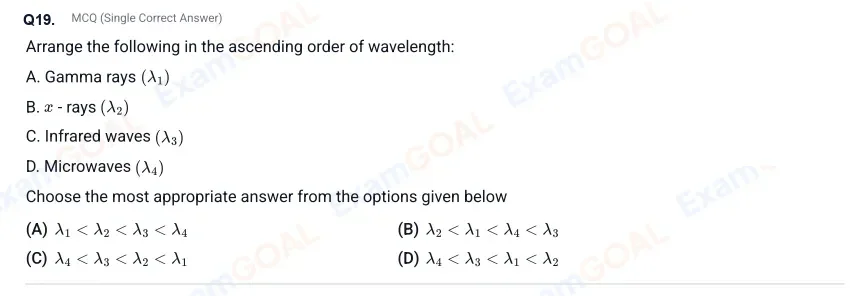 Q19. MCQ (Single Correct Answer)
Arrange the following in the ascending order of wavelength:
A. Gamma rays (λ₁)
B. x - rays (λ₂)
C. Infrared waves (λ₃)
D. Microwaves (λ₄)
Choose the most appropriate answer from the options given below
(A) λ₁ < λ₂ < λ₃ < λ₄ (B) λ₂ < λ₁ < λ₄ < λ₃
(C) λ₄ < λ₃ < λ₂ < λ₁ (D) λ₄ < λ₃ < λ₁ < λ₂
ExamGOAL